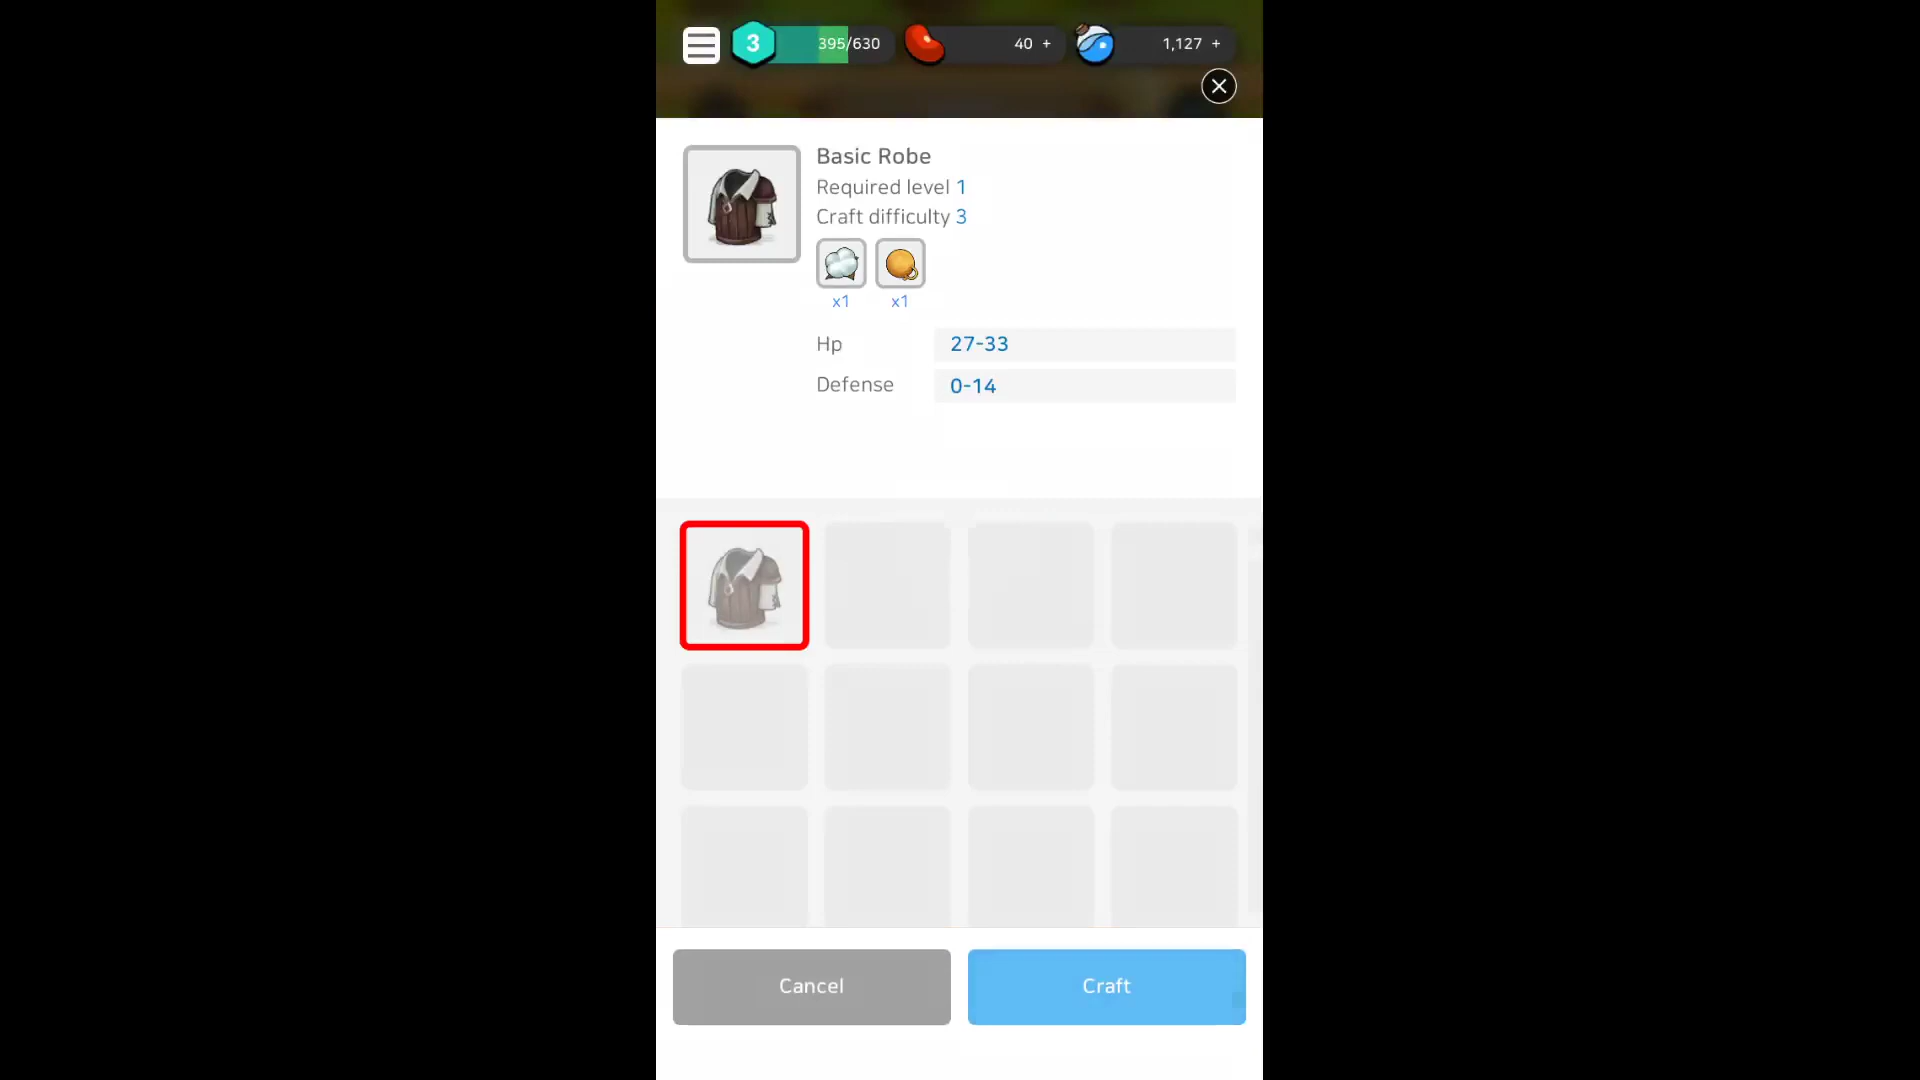 3 395/630 40 + 1,127 +
Basic Robe
Required level 1
Craft difficulty 3
x1 x1
Hp 27-33
Defense 0-14
Cancel Craft